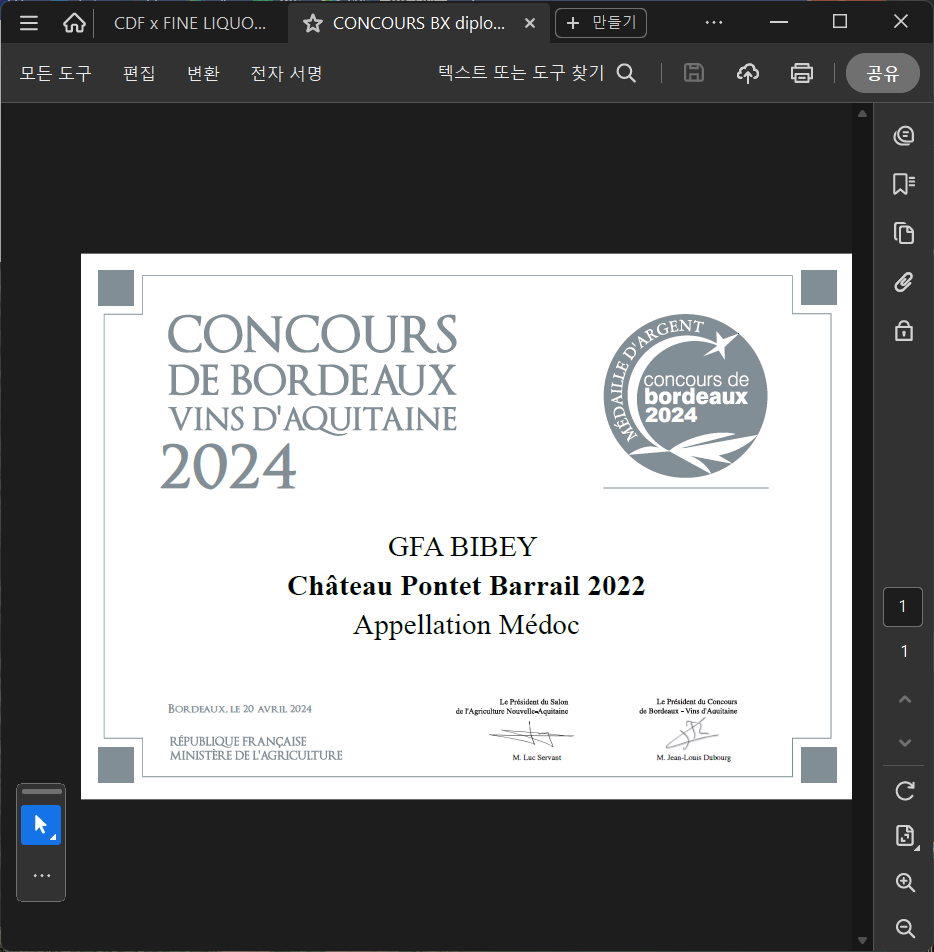 CDF x FINE LIQUO...
CONCOURS BX diplo...
만들기
모든 도구
편집
변환
전자 서명
텍스트 또는 도구 찾기
공유
CONCOURS
DE BORDEAUX
VINS D'AQUITAINE
2024
MÉDAILLE D'ARGENT
concours de
bordeaux
2024
GFA BIBEY
Château Pontet Barrail 2022
Appellation Médoc
BORDEAUX, LE 20 AVRIL 2024
RÉPUBLIQUE FRANÇAISE
MINISTÈRE DE L'AGRICULTURE
Le Président du Salon
de l'Agriculture Nouvelle-Aquitaine
M. Luc Servant
Le Président du Concours
de Bordeaux - Vins d'Aquitaine
M. Jean-Louis Dubourg
1
1